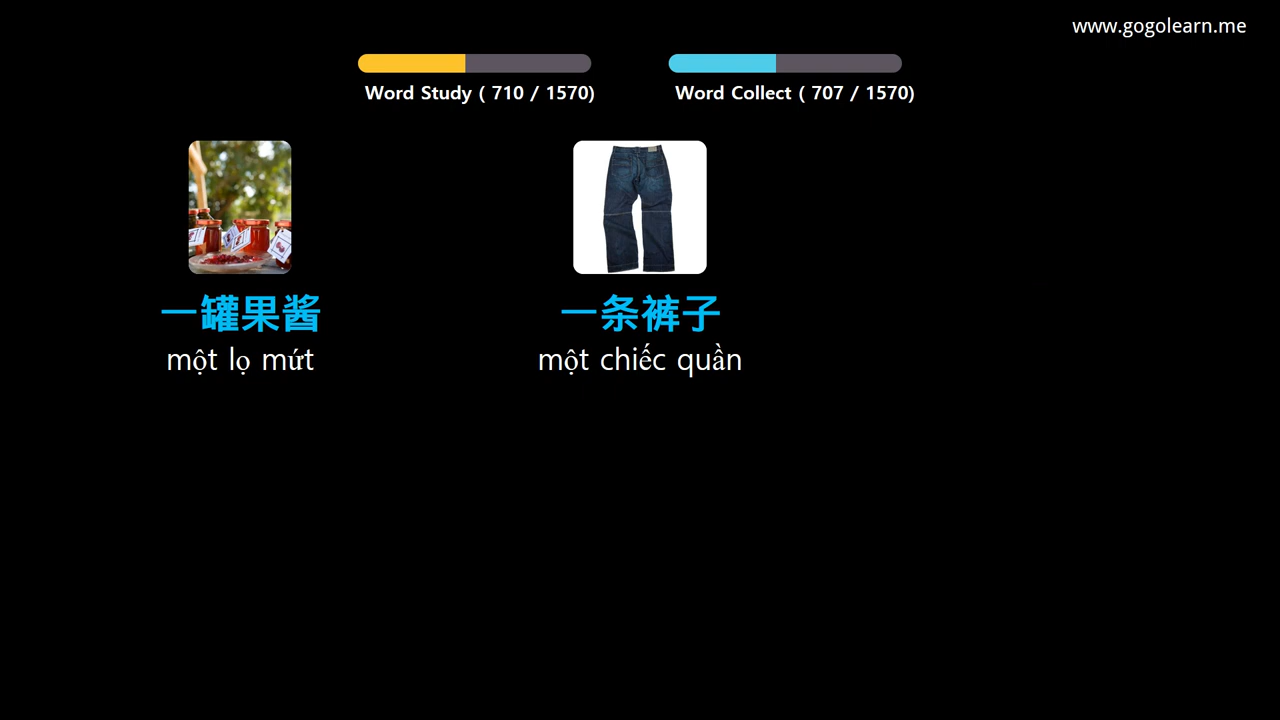 www.gogolearn.me
Word Study ( 710 / 1570)
Word Collect ( 707 / 1570)
一罐果酱
một lọ mứt
一条裤子
một chiếc quần